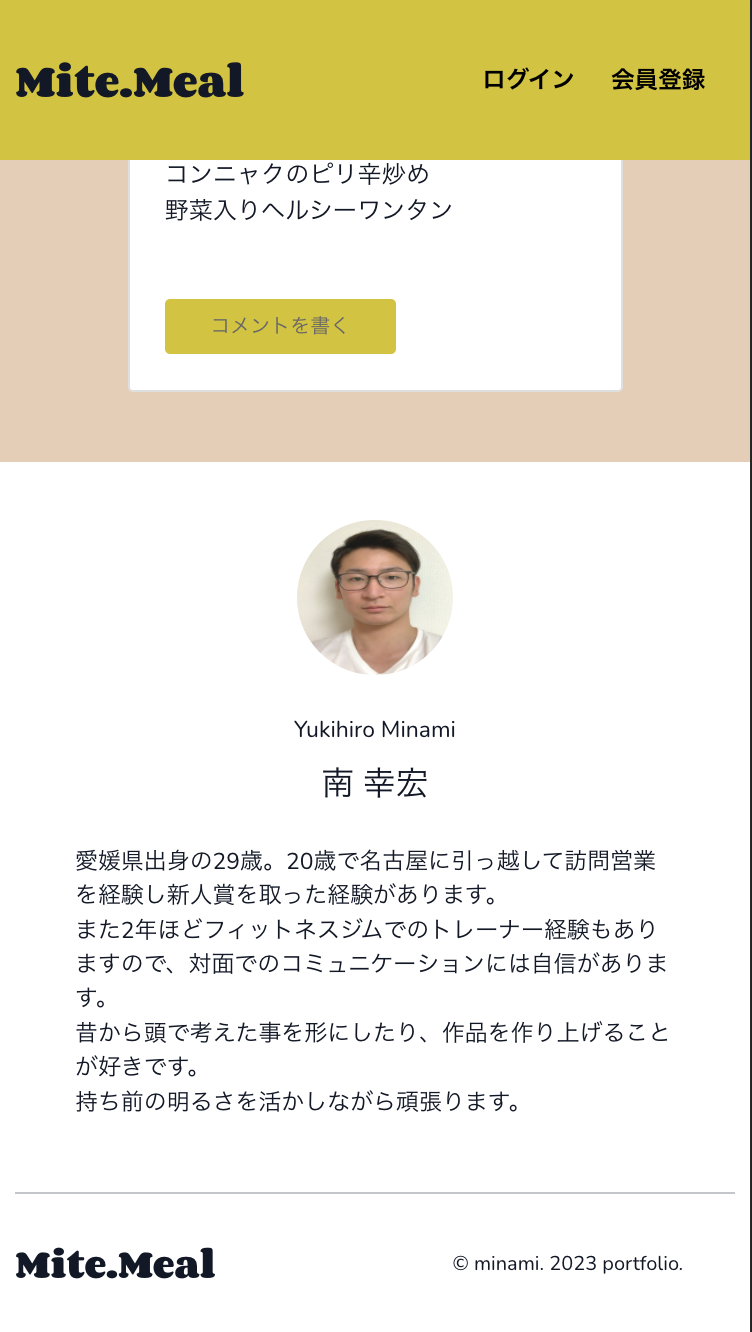 Mite.Meal
ログイン 会員登録
コンニャクのピリ辛炒め
野菜入りヘルシーワンタン
コメントを書く
Yukihiro Minami
南 幸宏
愛媛県出身の29歳。20歳で名古屋に引っ越して訪問営業
を経験し新人賞を取った経験があります。
また2年ほどフィットネスジムでのトレーナー経験もあり
ますので、対面でのコミュニケーションには自信がありま
す。
昔から頭で考えた事を形にしたり、作品を作り上げること
が好きです。
持ち前の明るさを活かしながら頑張ります。
Mite.Meal
© minami. 2023 portfolio.